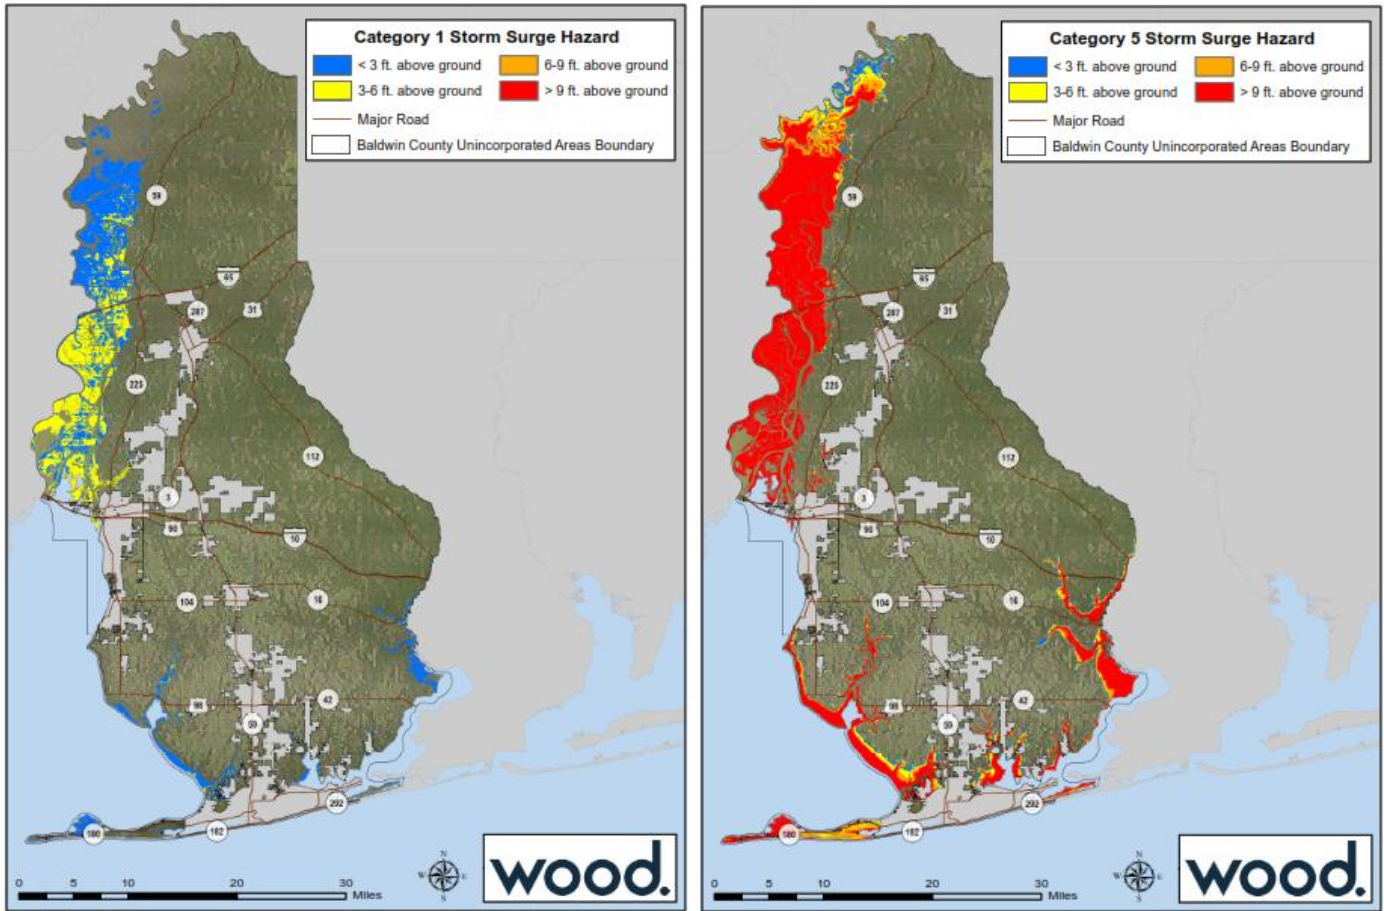 Category 1 Storm Surge Hazard
< 3 ft. above ground
6-9 ft. above ground
3-6 ft. above ground
> 9 ft. above ground
Major Road
Baldwin County Unincorporated Areas Boundary
59
65
287
31
225
112
3
90
10
104
16
98
42
59
292
180
182
N
W
E
S
0
5
10
20
30
Miles
wood.
Category 5 Storm Surge Hazard
< 3 ft. above ground
6-9 ft. above ground
3-6 ft. above ground
> 9 ft. above ground
Major Road
Baldwin County Unincorporated Areas Boundary
59
65
287
31
225
112
3
90
10
104
16
98
42
59
292
180
182
N
W
E
S
0
5
10
20
30
Miles
wood.